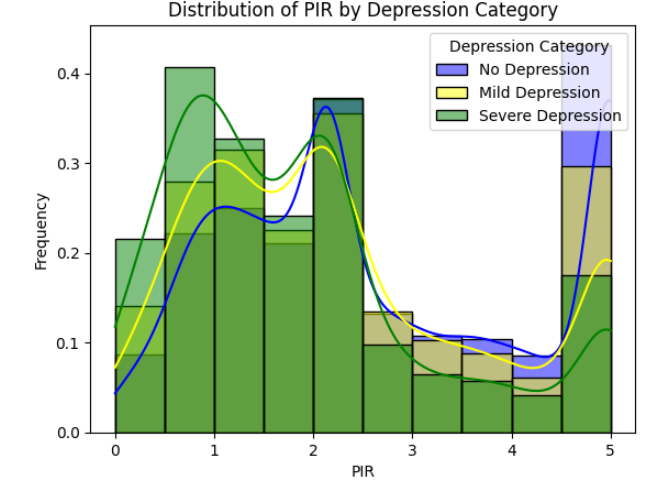 Distribution of PIR by Depression Category
Depression Category
No Depression
Mild Depression
Severe Depression
Frequency
0.4
0.3
0.2
0.1
0.0
0 1 2 3 4 5
PIR